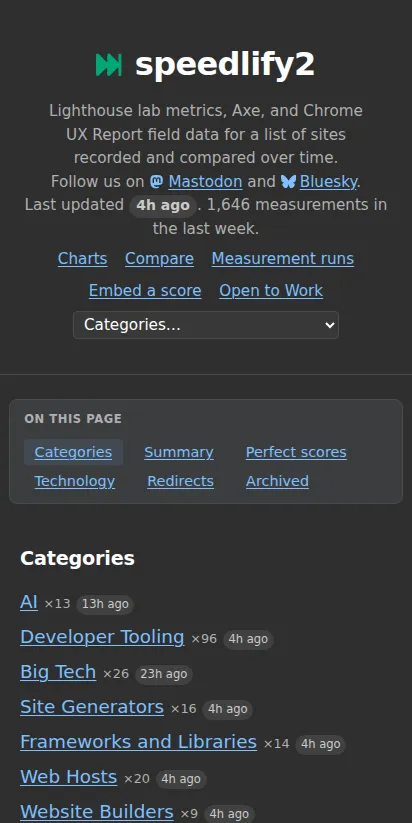 speedlify2
Lighthouse lab metrics, Axe, and Chrome
UX Report field data for a list of sites
recorded and compared over time.
Follow us on Mastodon and Bluesky.
Last updated 4h ago. 1,646 measurements in
the last week.
Charts Compare Measurement runs
Embed a score Open to Work
Categories...
ON THIS PAGE
Categories Summary Perfect scores
Technology Redirects Archived
Categories
AI ×13 13h ago
Developer Tooling ×96 4h ago
Big Tech ×26 23h ago
Site Generators ×16 4h ago
Frameworks and Libraries ×14 4h ago
Web Hosts ×20 4h ago
Website Builders ×9 4h ago